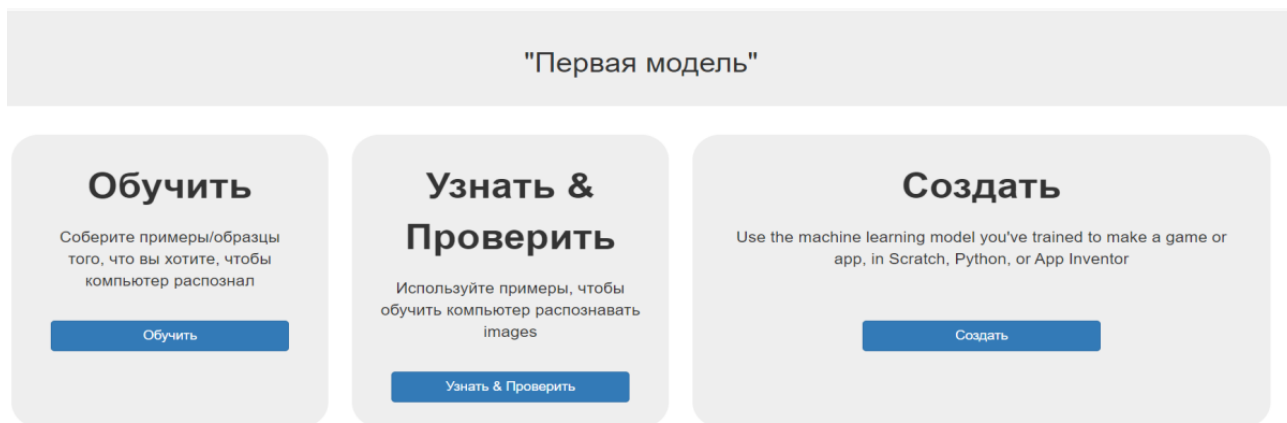 "Первая модель"
Обучить
Соберите примеры/образцы
того, что вы хотите, чтобы
компьютер распознал
Обучить
Узнать &
Проверить
Используйте примеры, чтобы
обучить компьютер распознавать
images
Узнать & Проверить
Создать
Use the machine learning model you've trained to make a game or
app, in Scratch, Python, or App Inventor
Создать